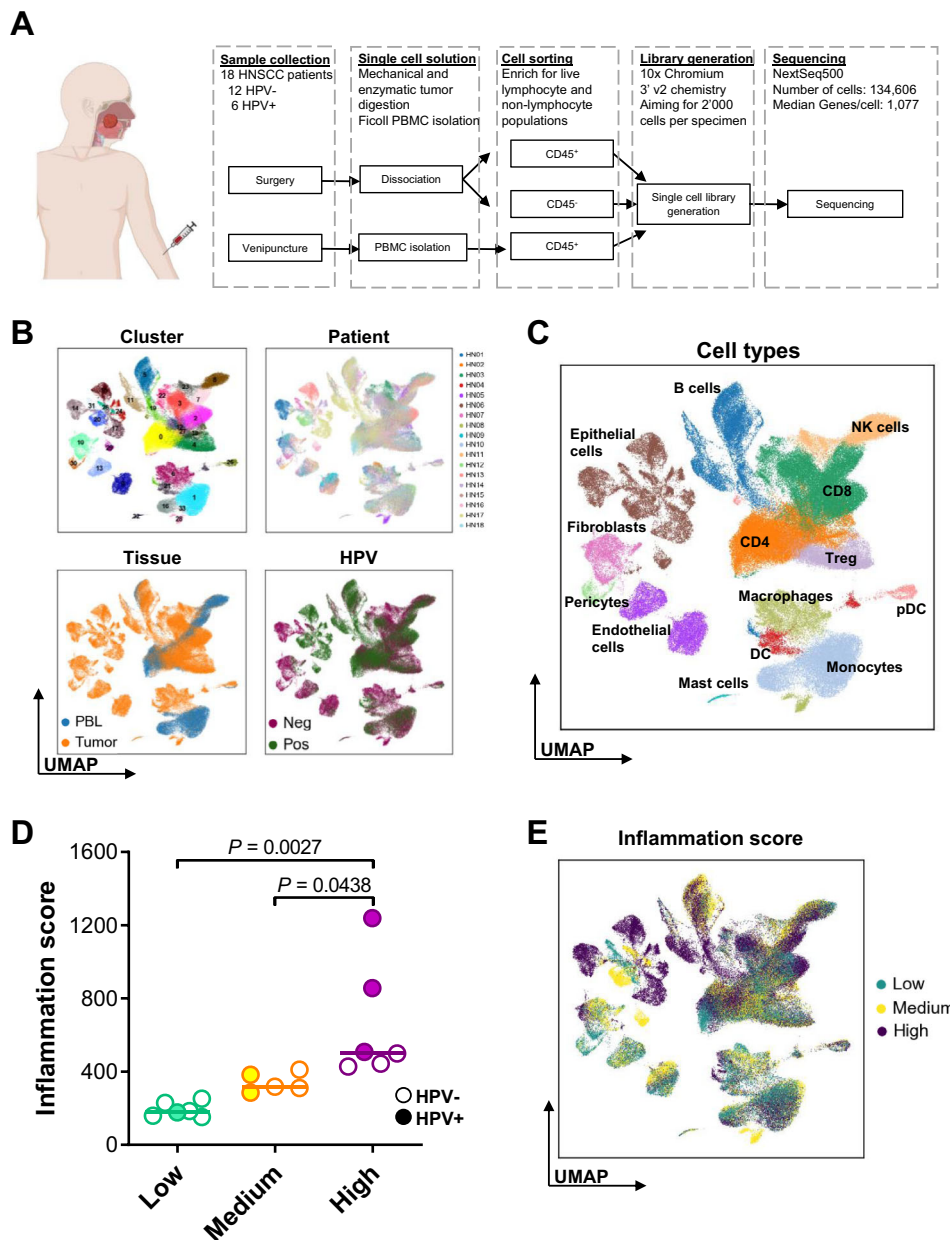 A
Sample collection
18 HNSCC patients
12 HPV-
6 HPV+
Single cell solution
Mechanical and
enzymatic tumor
digestion
Ficoll PBMC isolation
Cell sorting
Enrich for live
lymphocyte and
non-lymphocyte
populations
Library generation
10x Chromium
3' v2 chemistry
Aiming for 2'000
cells per specimen
Sequencing
NextSeq500
Number of cells: 134,606
Median Genes/cell: 1,077
Surgery
Dissociation
CD45+
CD45-
Single cell library
generation
Sequencing
Venipuncture
PBMC isolation
CD45+
B
Cluster
Patient
HN01
HN02
HN03
HN04
HN05
HN06
HN07
HN08
HN09
HN10
HN11
HN12
HN13
HN14
HN15
HN16
HN17
HN18
Tissue
HPV
PBL
Tumor
Neg
Pos
UMAP
C
Cell types
B cells
NK cells
Epithelial
cells
CD8
Fibroblasts
CD4
Treg
Macrophages
Pericytes
pDC
Endothelial
cells
DC
Monocytes
Mast cells
UMAP
D
P = 0.0027
P = 0.0438
Inflammation score
1600
1200
800
400
0
HPV-
HPV+
Low
Medium
High
E
Inflammation score
Low
Medium
High
UMAP